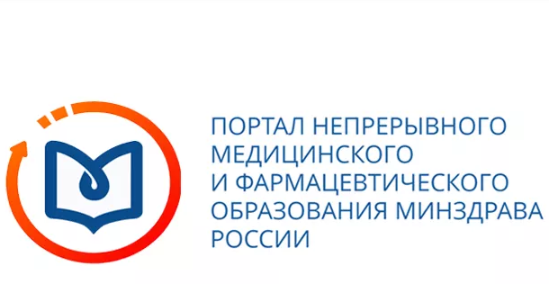 ПОРТАЛ НЕПРЕРЫВНОГО
МЕДИЦИНСКОГО
И ФАРМАЦЕВТИЧЕСКОГО
ОБРАЗОВАНИЯ МИНЗДРАВА
РОССИИ